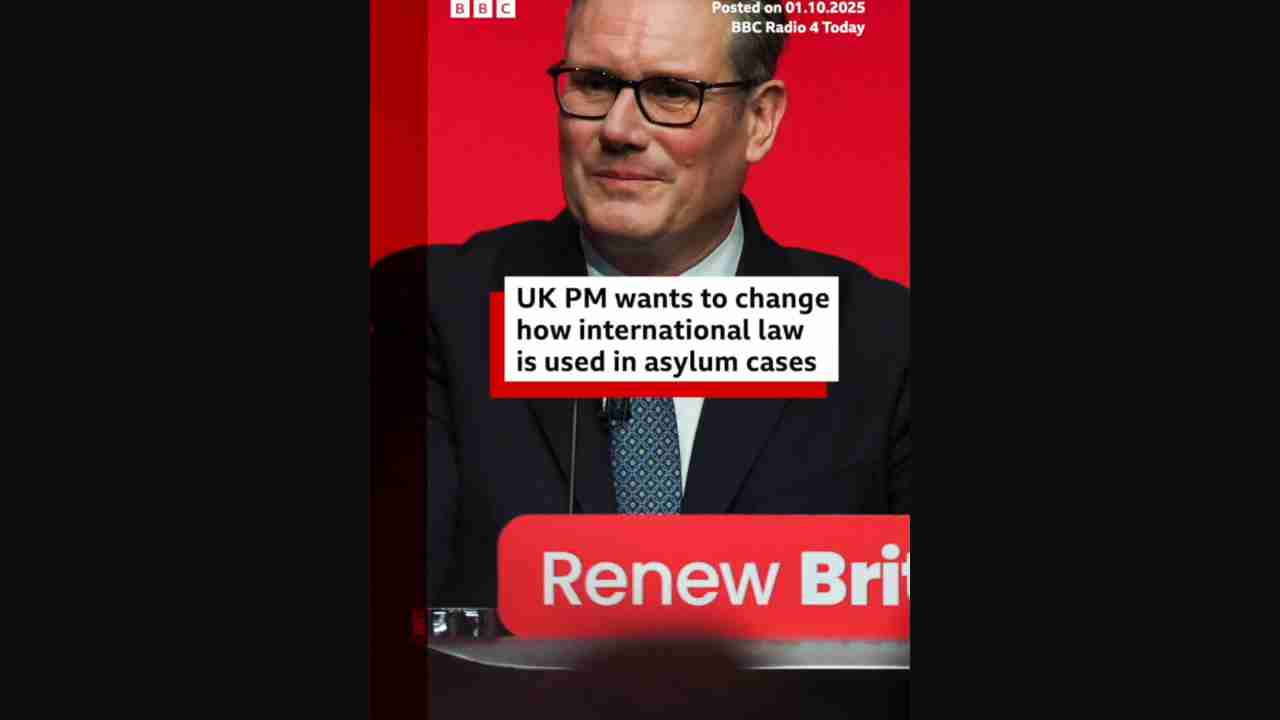 BBC
Posted on 01.10.2025
BBC Radio 4 Today
UK PM wants to change
how international law
is used in asylum cases
Renew Brit